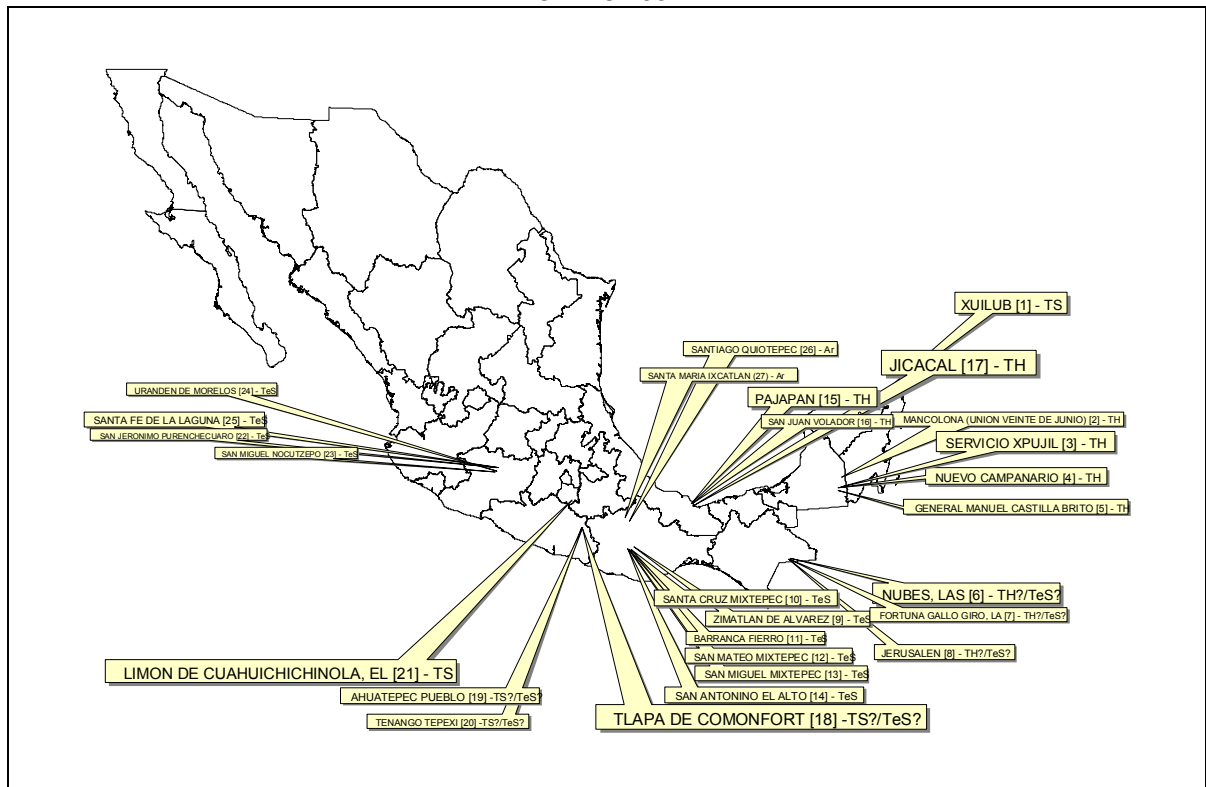 XUILUB [1] - TS
SANTIAGO QUIOTEPEC [26] - Ar
JICACAL [17] - TH
SANTA MARIA IXCATLAN (27) - Ar
URANDEN DE MORELOS [24] - TeS
PAJAPAN [15] - TH
SANTA FE DE LA LAGUNA [25] - TeS
SAN JUAN VOLADOR [16] - TH
MANCOLONA (UNION VEINTE DE JUNIO) [2] - TH
SAN JERONIMO PURENCHECUARO [22] - TeS
SERVICIO XPUJIL [3] - TH
SAN MIGUEL NOCUTZEPO [23] - TeS
NUEVO CAMPANARIO [4] - TH
GENERAL MANUEL CASTILLA BRITO [5] - TH
NUBES, LAS [6] - TH?/TeS?
SANTA CRUZ MIXTEPEC [10] - TeS
FORTUNA GALLO GIRO, LA [7] - TH?/TeS?
ZIMATLAN DE ALVAREZ [9] - TeS
BARRANCA FIERRO [11] - TeS
JERUSALEN [8] - TH?/TeS?
SAN MATEO MIXTEPEC [12] - TeS
LIMON DE CUAHUICHICHINOLA, EL [21] - TS
SAN MIGUEL MIXTEPEC [13] - TeS
AHUATEPEC PUEBLO [19] -TS?/TeS?
SAN ANTONINO EL ALTO [14] - TeS
TENANGO TEPEXI [20] -TS?/TeS?
TLAPA DE COMONFORT [18] -TS?/TeS?